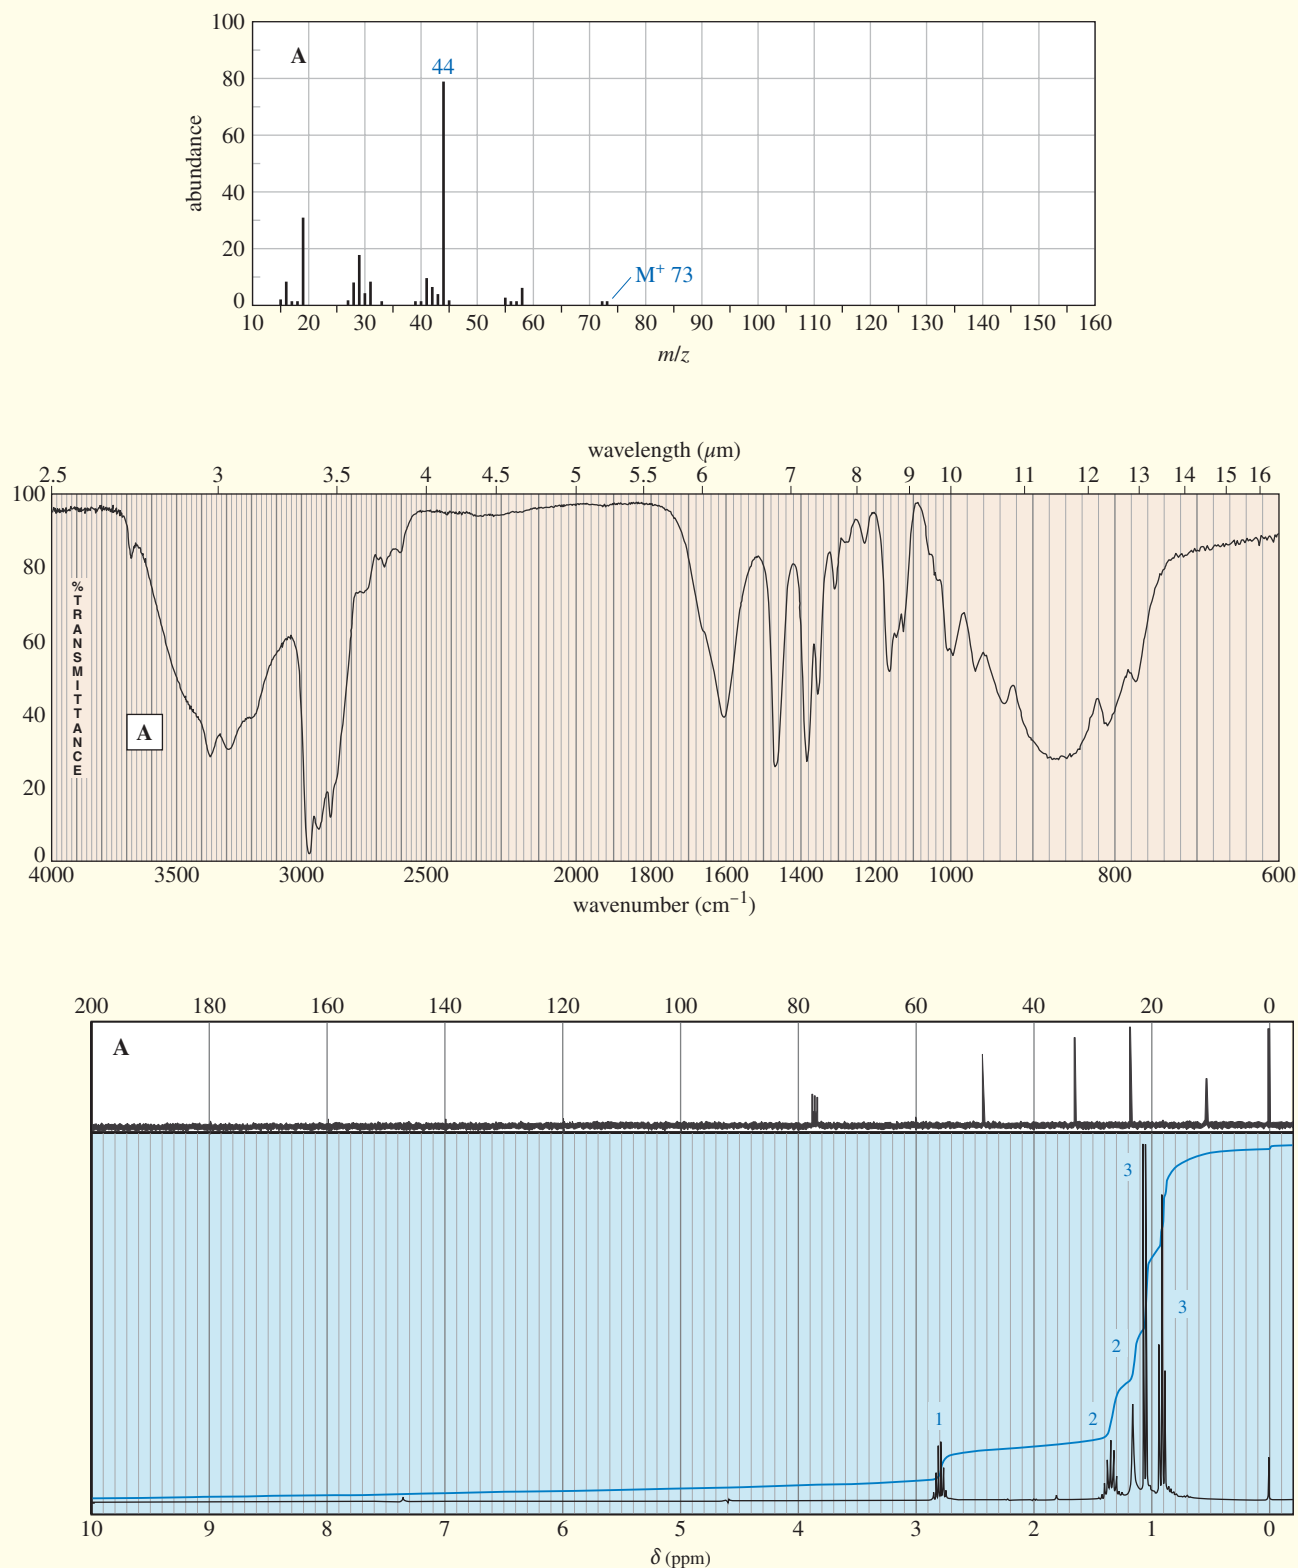 100
80
60
40
20
0
abundance
A
44
M+ 73
10 20 30 40 50 60 70 80 90 100 110 120 130 140 150 160
m/z
wavelength (μm)
2.5 3 3.5 4 4.5 5 5.5 6 7 8 9 10 11 12 13 14 15 16
100
80
60
40
20
0
%TRANSMITTANCE
A
4000 3500 3000 2500 2000 1800 1600 1400 1200 1000 800 600
wavenumber (cm−1)
200 180 160 140 120 100 80 60 40 20 0
A
3
3
2
1
2
10 9 8 7 6 5 4 3 2 1 0
δ (ppm)